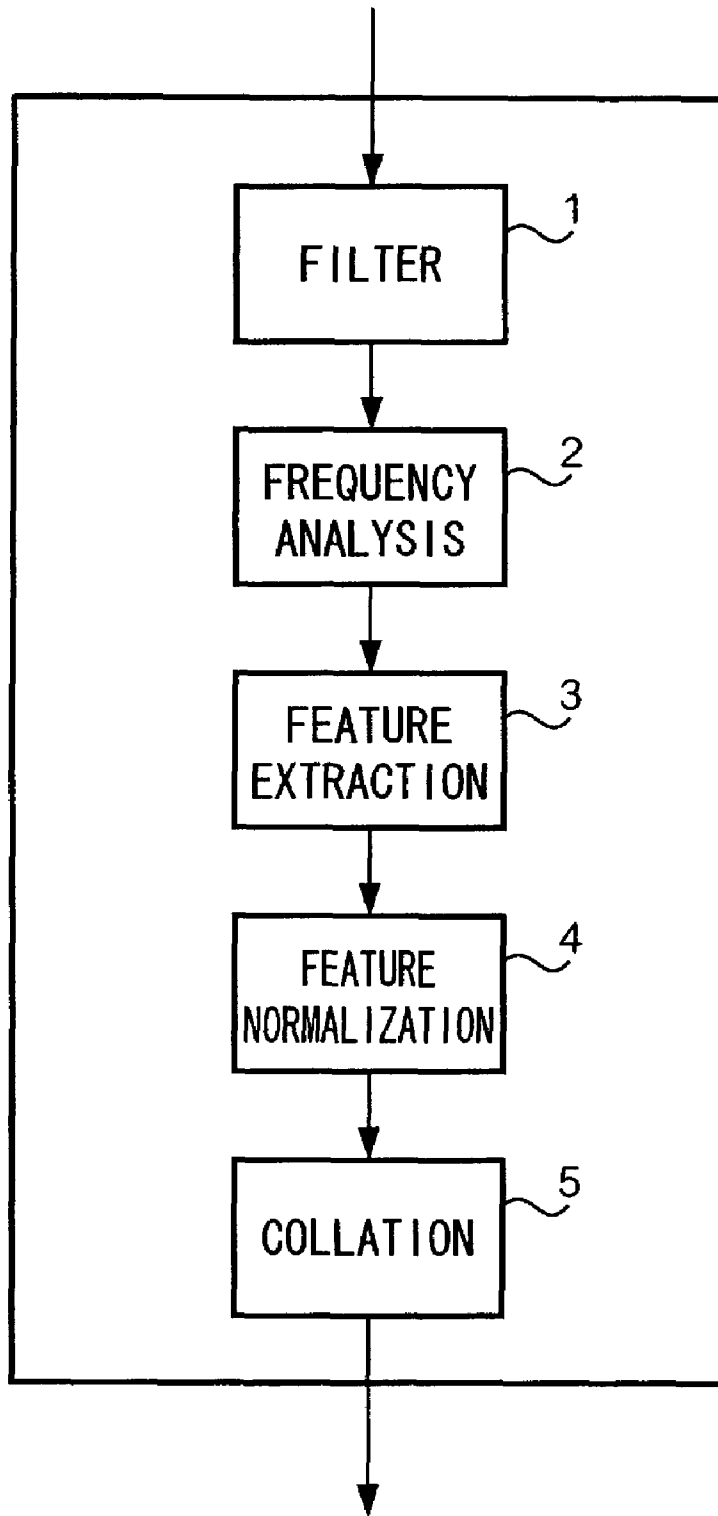 1
FILTER
2
FREQUENCY
ANALYSIS
3
FEATURE
EXTRACTION
4
FEATURE
NORMALIZATION
5
COLLATION